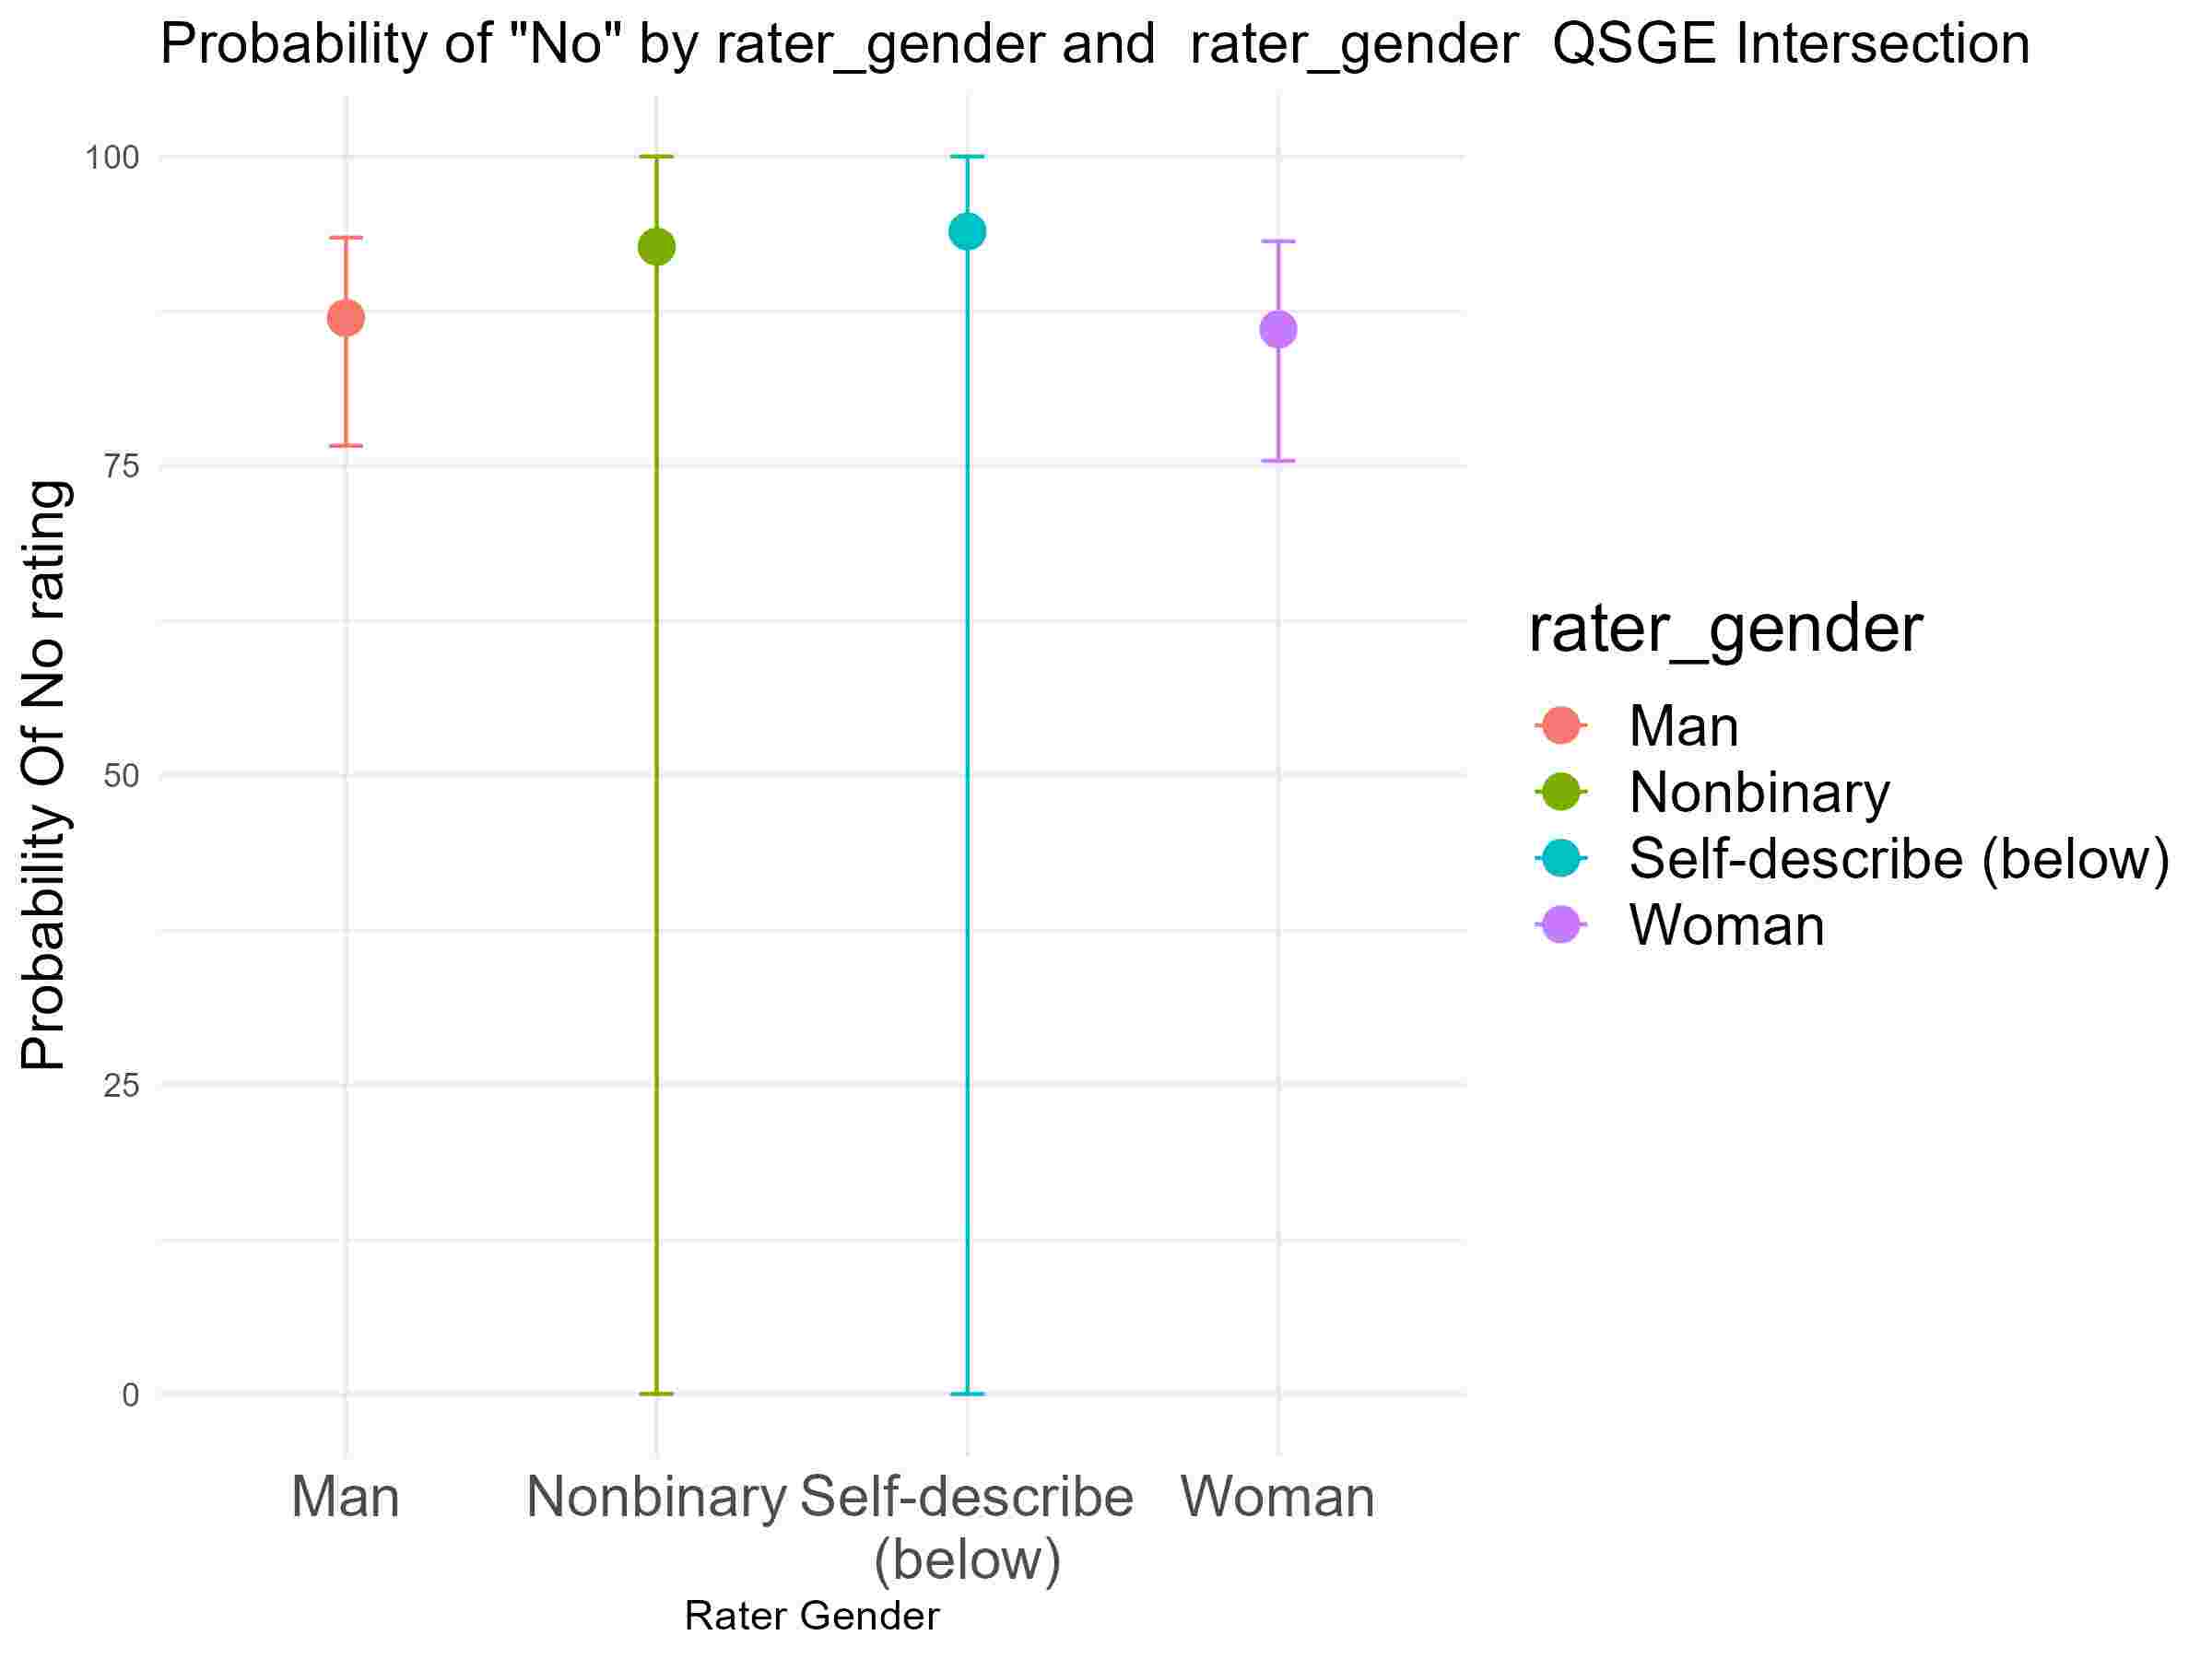 Probability of "No" by rater_gender and  rater_gender  QSGE Intersection
Probability Of No rating
100
75
50
25
0
Man
Nonbinary
Self-describe
(below)
Woman
Rater Gender
rater_gender
Man
Nonbinary
Self-describe (below)
Woman